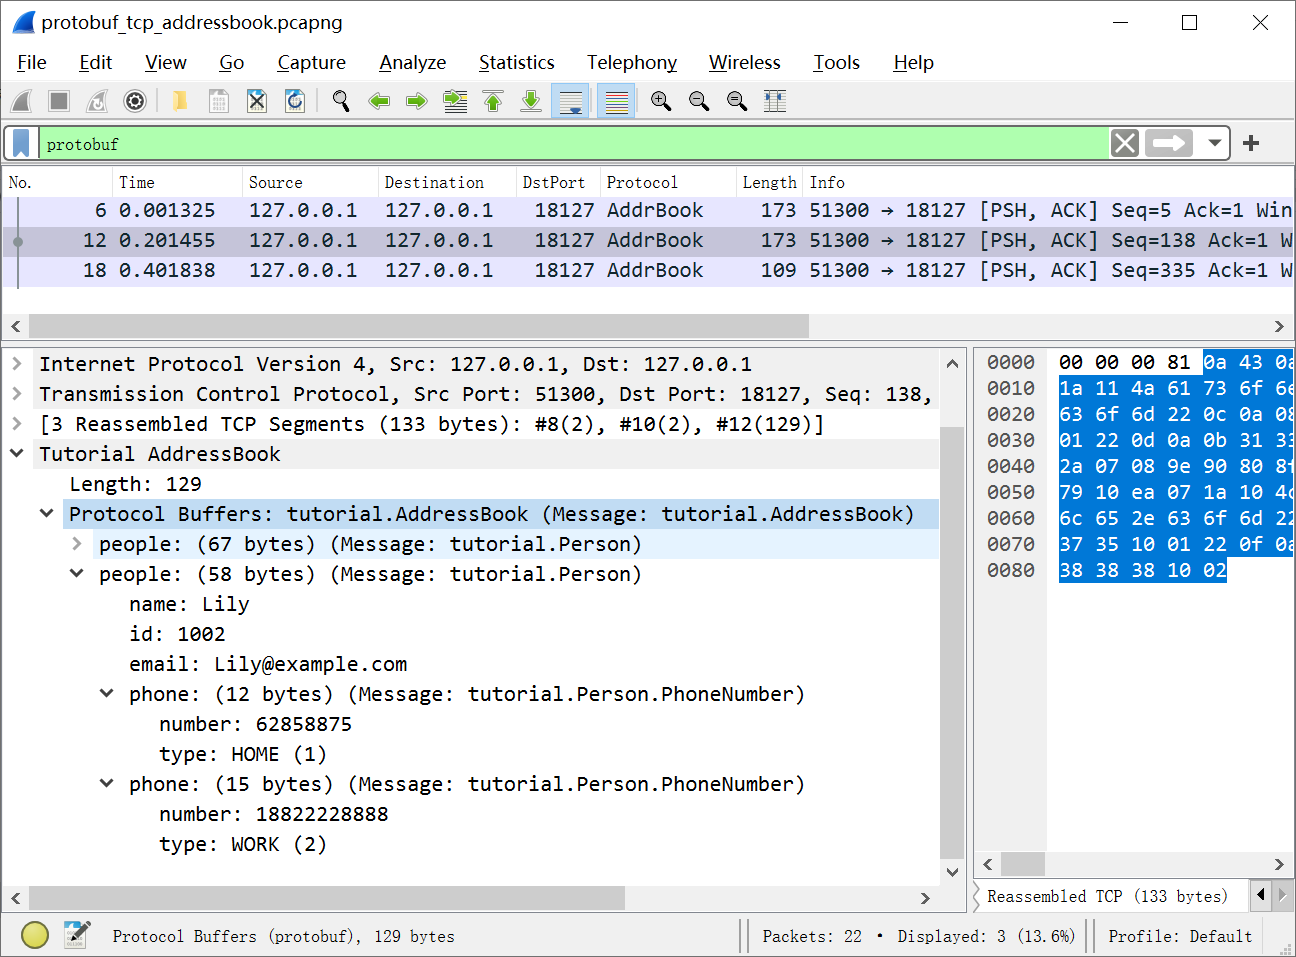 protobuf_tcp_addressbook.pcapng
File Edit View Go Capture Analyze Statistics Telephony Wireless Tools Help
protobuf
No. Time Source Destination DstPort Protocol Length Info
6 0.001325 127.0.0.1 127.0.0.1 18127 AddrBook 173 51300 → 18127 [PSH, ACK] Seq=5 Ack=1 Win
12 0.201455 127.0.0.1 127.0.0.1 18127 AddrBook 173 51300 → 18127 [PSH, ACK] Seq=138 Ack=1 W
18 0.401838 127.0.0.1 127.0.0.1 18127 AddrBook 109 51300 → 18127 [PSH, ACK] Seq=335 Ack=1 W
Internet Protocol Version 4, Src: 127.0.0.1, Dst: 127.0.0.1
Transmission Control Protocol, Src Port: 51300, Dst Port: 18127, Seq: 138,
[3 Reassembled TCP Segments (133 bytes): #8(2), #10(2), #12(129)]
Tutorial AddressBook
Length: 129
Protocol Buffers: tutorial.AddressBook (Message: tutorial.AddressBook)
people: (67 bytes) (Message: tutorial.Person)
people: (58 bytes) (Message: tutorial.Person)
name: Lily
id: 1002
email: Lily@example.com
phone: (12 bytes) (Message: tutorial.Person.PhoneNumber)
number: 62858875
type: HOME (1)
phone: (15 bytes) (Message: tutorial.Person.PhoneNumber)
number: 18822228888
type: WORK (2)
0000 00 00 00 81 0a 43 0a
0010 1a 11 4a 61 73 6f 6e
0020 63 6f 6d 22 0c 0a 08
0030 01 22 0d 0a 0b 31 33
0040 2a 07 08 9e 90 80 8f
0050 79 10 ea 07 1a 10 4c
0060 6c 65 2e 63 6f 6d 22
0070 37 35 10 01 22 0f 0a
0080 38 38 38 10 02
Reassembled TCP (133 bytes)
Protocol Buffers (protobuf), 129 bytes
Packets: 22 · Displayed: 3 (13.6%)
Profile: Default